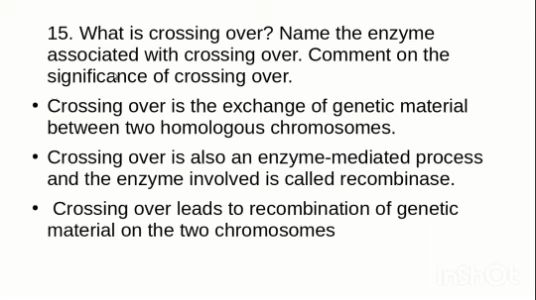 15. What is crossing over? Name the enzyme
associated with crossing over. Comment on the
significance of crossing over.
• Crossing over is the exchange of genetic material
between two homologous chromosomes.
• Crossing over is also an enzyme-mediated process
and the enzyme involved is called recombinase.
• Crossing over leads to recombination of genetic
material on the two chromosomes
InShOt